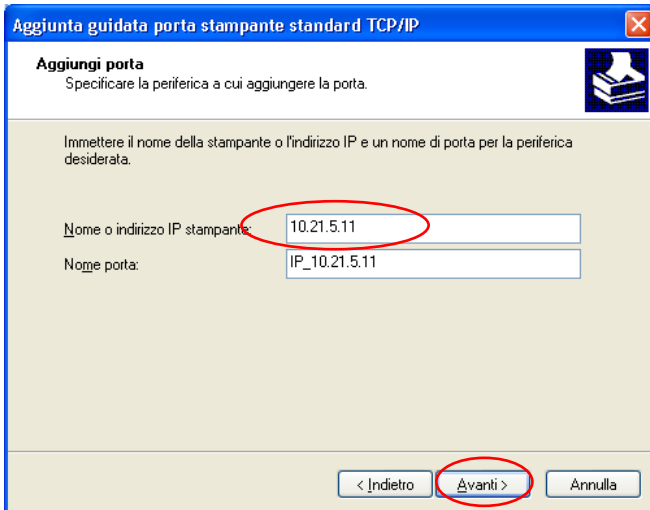 Aggiunta guidata porta stampante standard TCP/IP
Aggiungi porta
Specificare la periferica a cui aggiungere la porta.
Immettere il nome della stampante o l'indirizzo IP e un nome di porta per la periferica
desiderata.
Nome o indirizzo IP stampante: 10.21.5.11
Nome porta: IP_10.21.5.11
< Indietro Avanti > Annulla